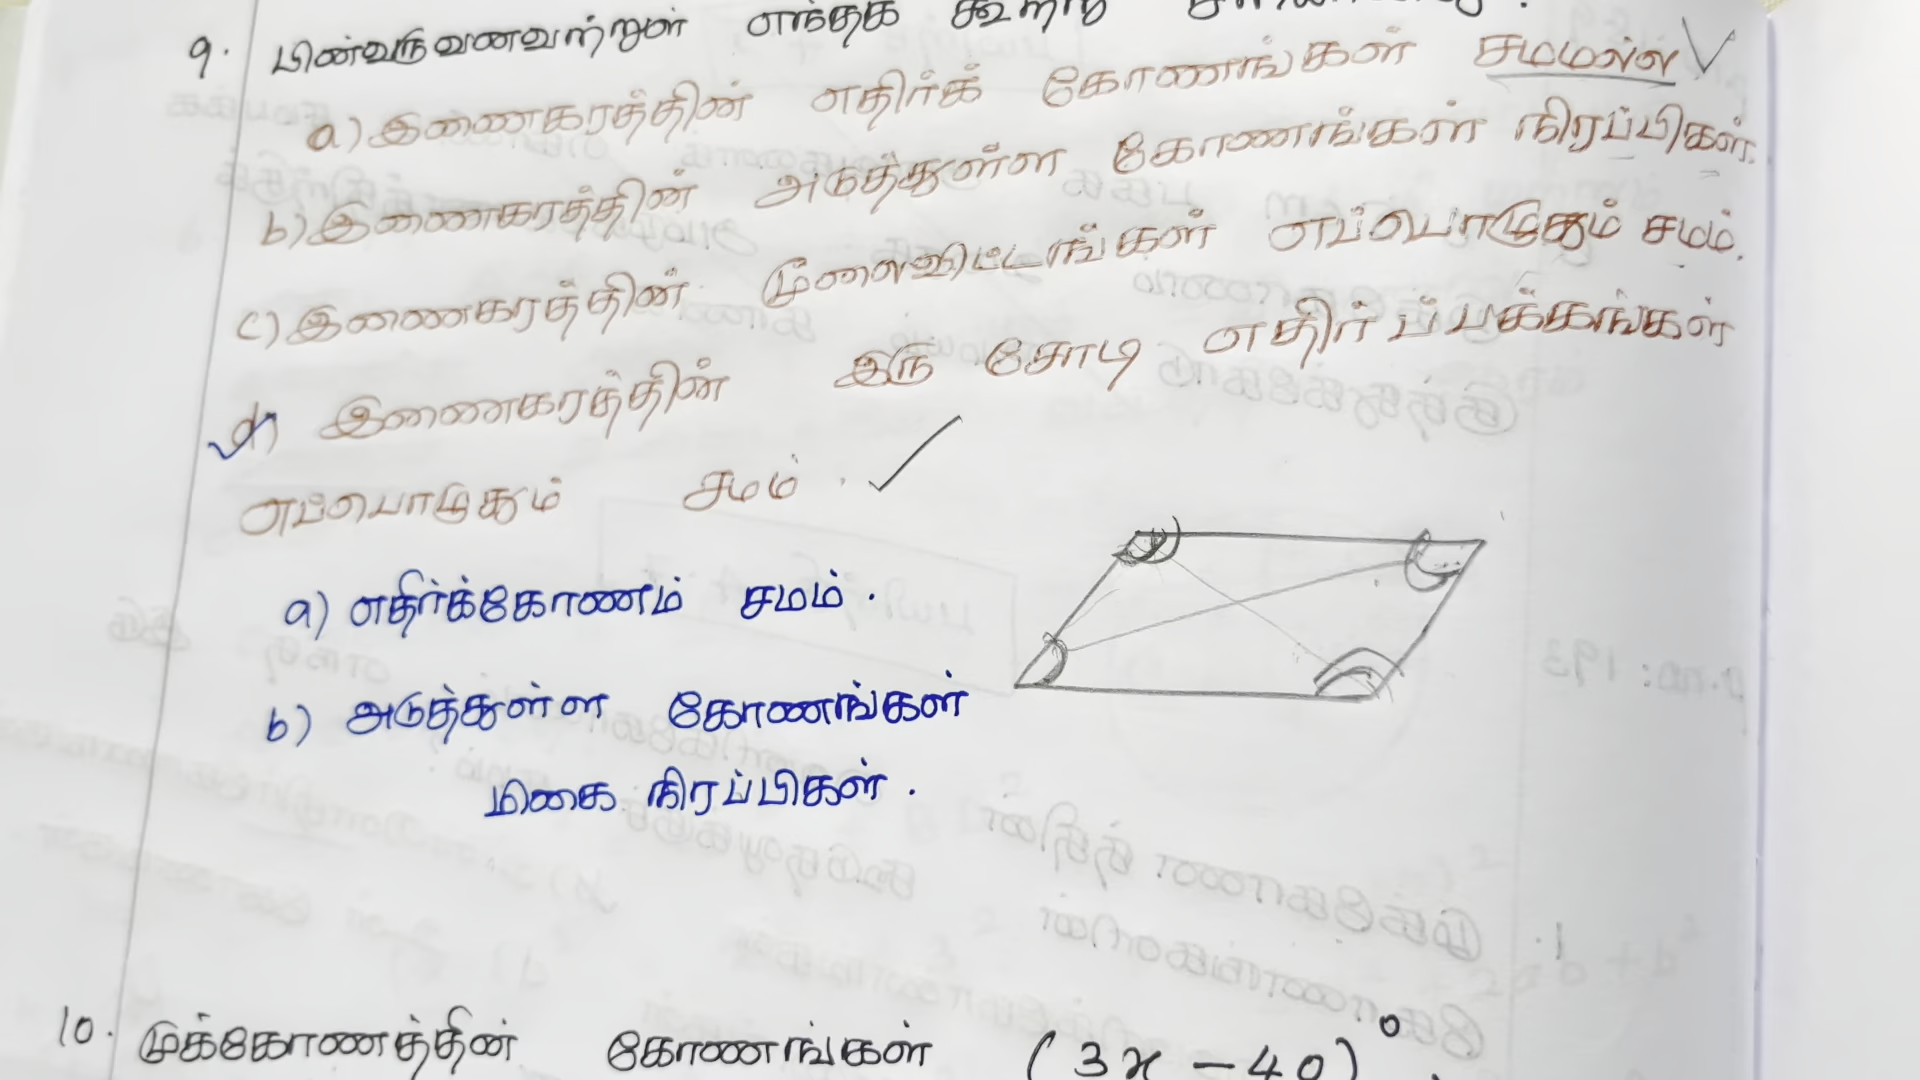 9. பின்வருவனவற்றுள் எந்தக் கூற்று
a) இணைகரத்தின் எதிர்க் கோணங்கள் சமமல்ல
b) இணைகரத்தின் அடுத்துள்ள கோணங்கள் நிரப்பிகள்.
c) இணைகரத்தின் மூலைவிட்டங்கள் எப்பொழுதும் சமம்.
d) இணைகரத்தின் இரு சோடி எதிர்ப்பக்கங்கள்
எப்பொழுதும் சமம்.
a) எதிர்க்கோணம் சமம்.
b) அடுத்துள்ள கோணங்கள்
மிகை நிரப்பிகள்.
10. முக்கோணத்தின் கோணங்கள் (3x - 40)°